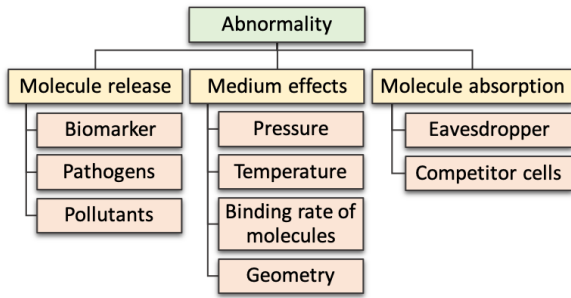 Abnormality
Molecule release
Biomarker
Pathogens
Pollutants
Medium effects
Pressure
Temperature
Binding rate of
molecules
Geometry
Molecule absorption
Eavesdropper
Competitor cells